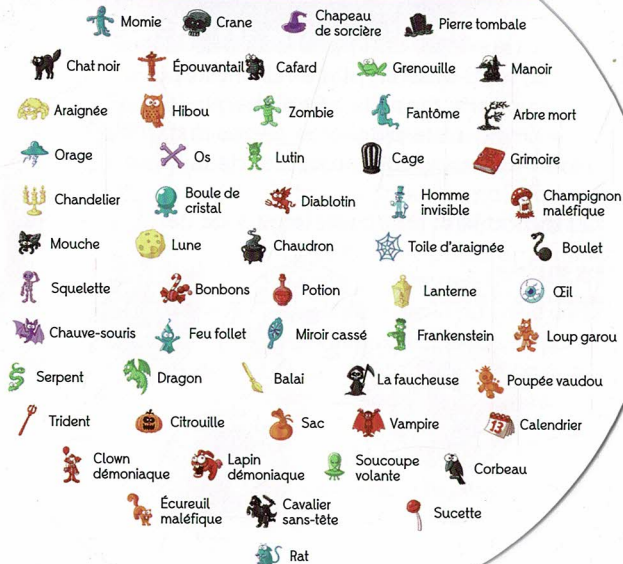 Momie Crane Chapeau de sorcière Pierre tombale
Chat noir Épouvantail Cafard Grenouille Manoir
Araignée Hibou Zombie Fantôme Arbre mort
Orage Os Lutin Cage Grimoire
Chandelier Boule de cristal Diablotin Homme invisible Champignon maléfique
Mouche Lune Chaudron Toile d'araignée Boulet
Squelette Bonbons Potion Lanterne Œil
Chauve-souris Feu follet Miroir cassé Frankenstein Loup garou
Serpent Dragon Balai La faucheuse Poupée vaudou
Trident Citrouille Sac Vampire 13 Calendrier
Clown démoniaque Lapin démoniaque Soucoupe volante Corbeau
Écureuil maléfique Cavalier sans-tête Sucette
Rat